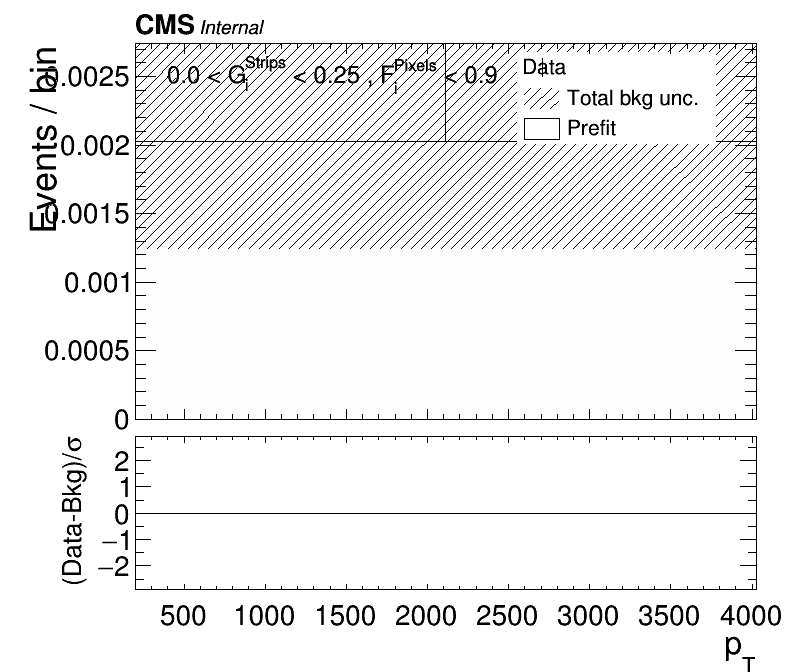 CMS Internal
0.0 < G_i^Strips < 0.25 , F_i^Pixels < 0.9
Data
Total bkg unc.
Prefit
Events / bin
0.0025
0.002
0.0015
0.001
0.0005
0
(Data-Bkg)/σ
2
1
0
−1
−2
500 1000 1500 2000 2500 3000 3500 4000
p_T